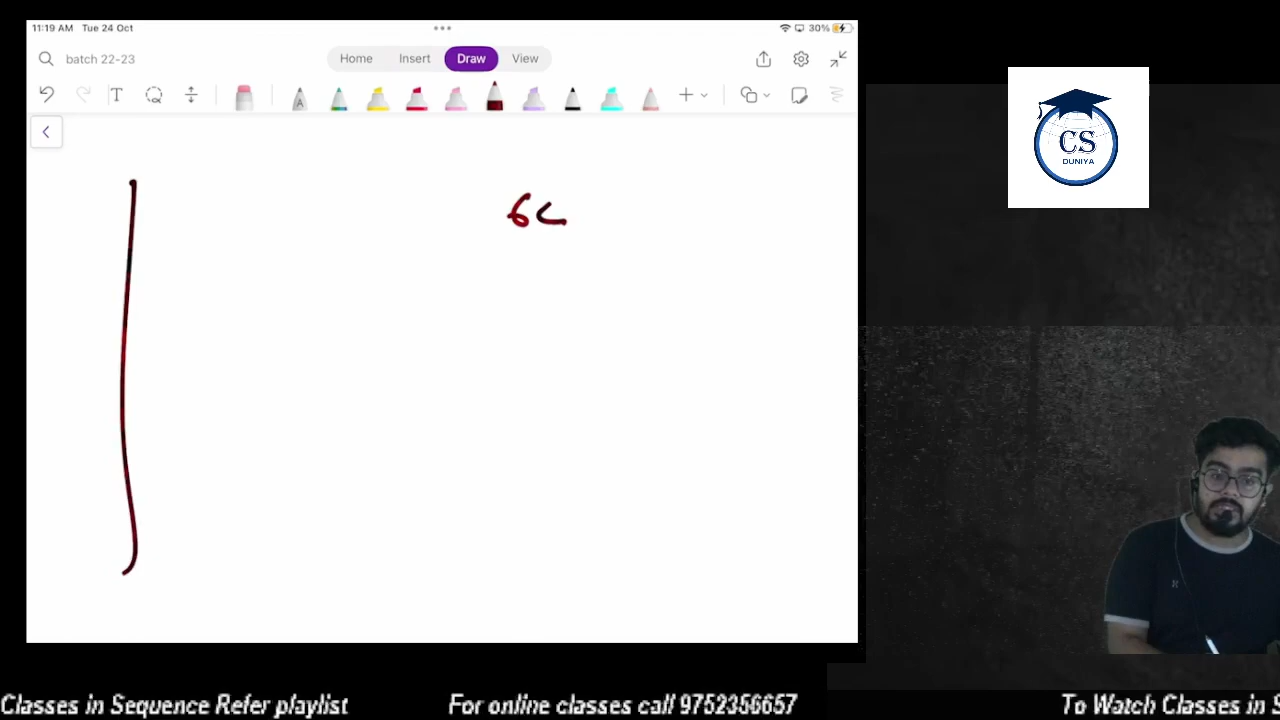 11:19 AM Tue 24 Oct
30%
batch 22-23
Home Insert Draw View
T
A
6
CS
DUNIYA
Classes in Sequence Refer playlist For online classes call 9752356657 To Watch Classes in S